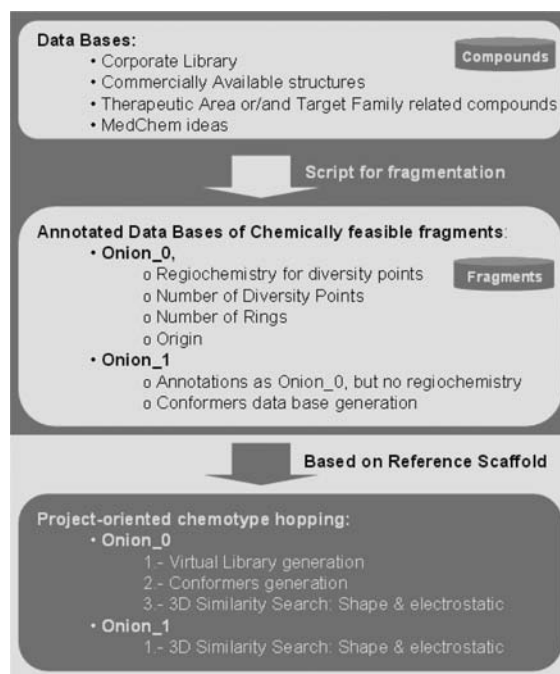 Data Bases:
Compounds
• Corporate Library
• Commercially Available structures
• Therapeutic Area or/and Target Family related compounds
• MedChem ideas
Script for fragmentation
Annotated Data Bases of Chemically feasible fragments:
• Onion_0,
Fragments
o Regiochemistry for diversity points
o Number of Diversity Points
o Number of Rings
o Origin
• Onion_1
o Annotations as Onion_0, but no regiochemistry
o Conformers data base generation
Based on Reference Scaffold
Project-oriented chemotype hopping:
• Onion_0
1.- Virtual Library generation
2.- Conformers generation
3.- 3D Similarity Search: Shape & electrostatic
• Onion_1
1.- 3D Similarity Search: Shape & electrostatic